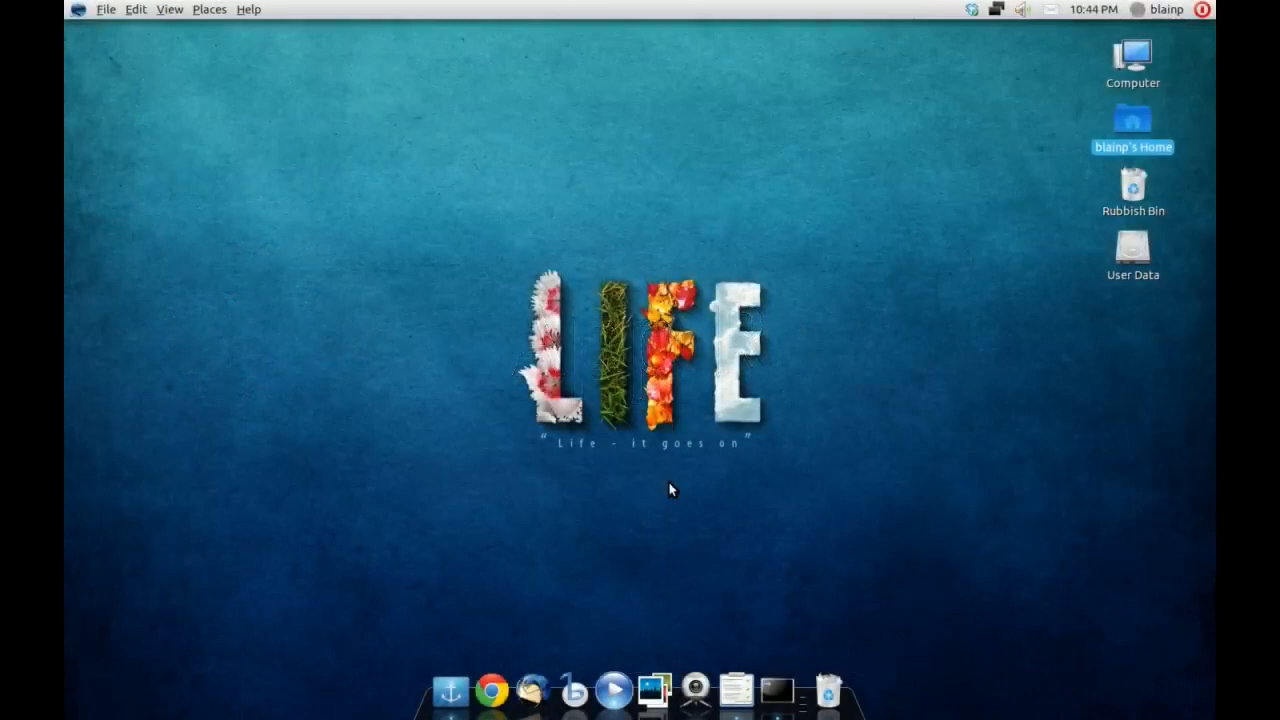 File Edit View Places Help 10:44 PM blainp
Computer
blainp's Home
Rubbish Bin
User Data
LIFE
"Life - it goes on"